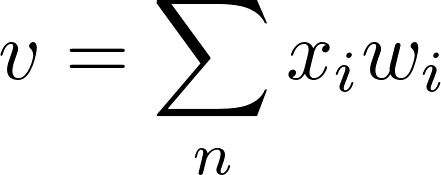 v = ∑ x_i w_i
n